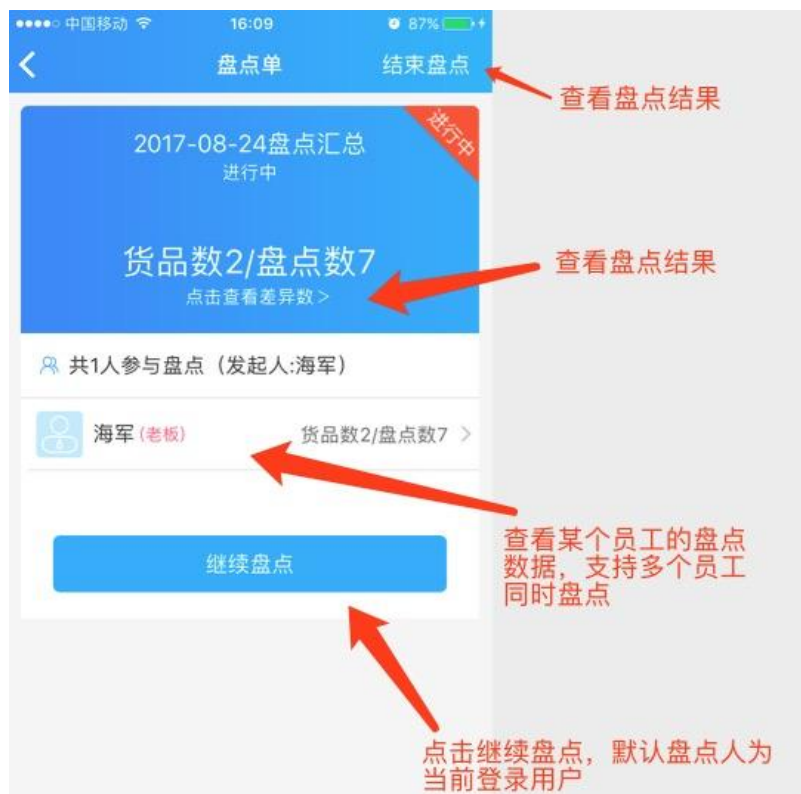 中国移动 16:09 87%
盘点单 结束盘点
查看盘点结果
进行中
2017-08-24盘点汇总
进行中
货品数2/盘点数7
查看盘点结果
点击查看差异数>
共1人参与盘点（发起人:海军）
海军(老板) 货品数2/盘点数7 >
查看某个员工的盘点
数据，支持多个员工
同时盘点
继续盘点
点击继续盘点，默认盘点人为
当前登录用户